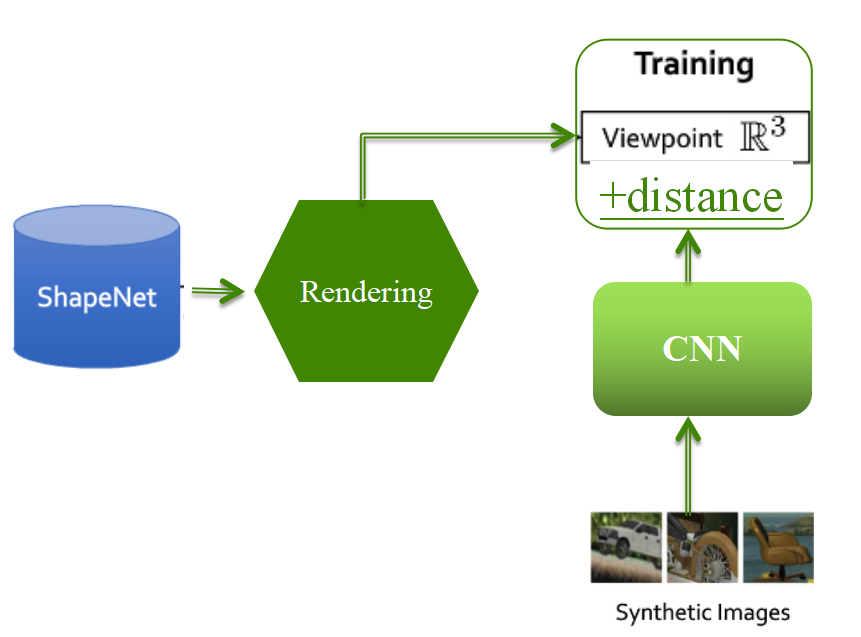 Training
Viewpoint ℝ³
+distance
ShapeNet
Rendering
CNN
Synthetic Images